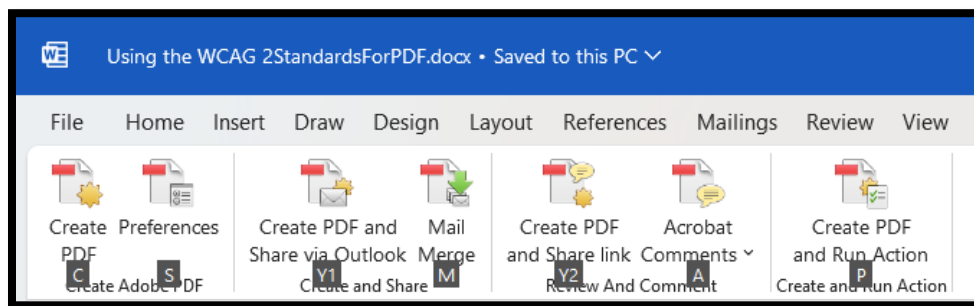 Using the WCAG 2StandardsForPDF.docx • Saved to this PC
File Home Insert Draw Design Layout References Mailings Review View
Create Preferences Create PDF and Mail Create PDF Acrobat Create PDF
PDF Share via Outlook Merge and Share link Comments and Run Action
C S Y1 M Y2 A P
Create Adobe PDF Create and Share Review And Comment Create and Run Action